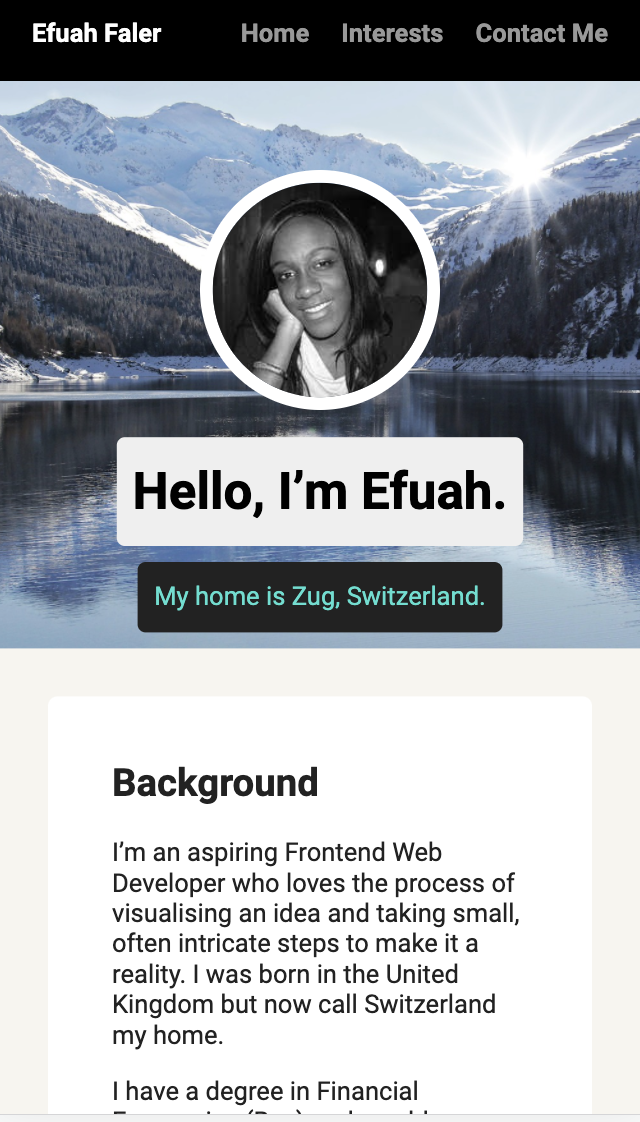 Efuah Faler Home Interests Contact Me
Hello, I’m Efuah.
My home is Zug, Switzerland.
Background
I’m an aspiring Frontend Web
Developer who loves the process of
visualising an idea and taking small,
often intricate steps to make it a
reality. I was born in the United
Kingdom but now call Switzerland
my home.
I have a degree in Financial